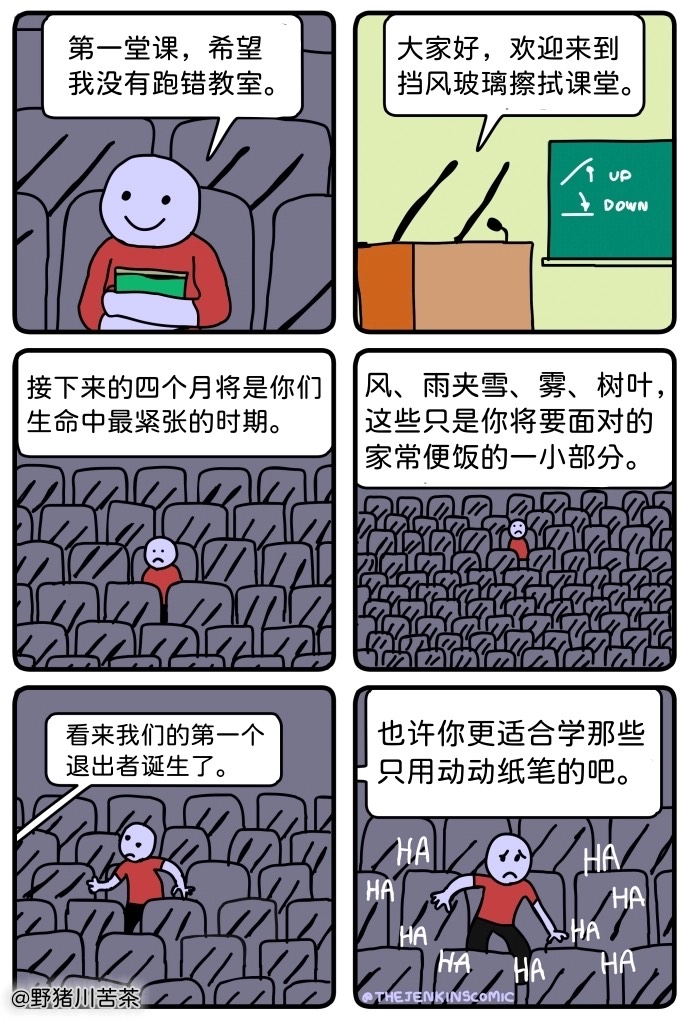 第一堂课，希望
我没有跑错教室。
大家好，欢迎来到
挡风玻璃擦拭课堂。
UP
DOWN
接下来的四个月将是你们
生命中最紧张的时期。
风、雨夹雪、雾、树叶，
这些只是你将要面对的
家常便饭的一小部分。
看来我们的第一个
退出者诞生了。
也许你更适合学那些
只用动动纸笔的吧。
HA
HA
HA
HA
HA
HA
HA
HA
HA
@野猪川苦茶
@THEJENKINSCOMIC